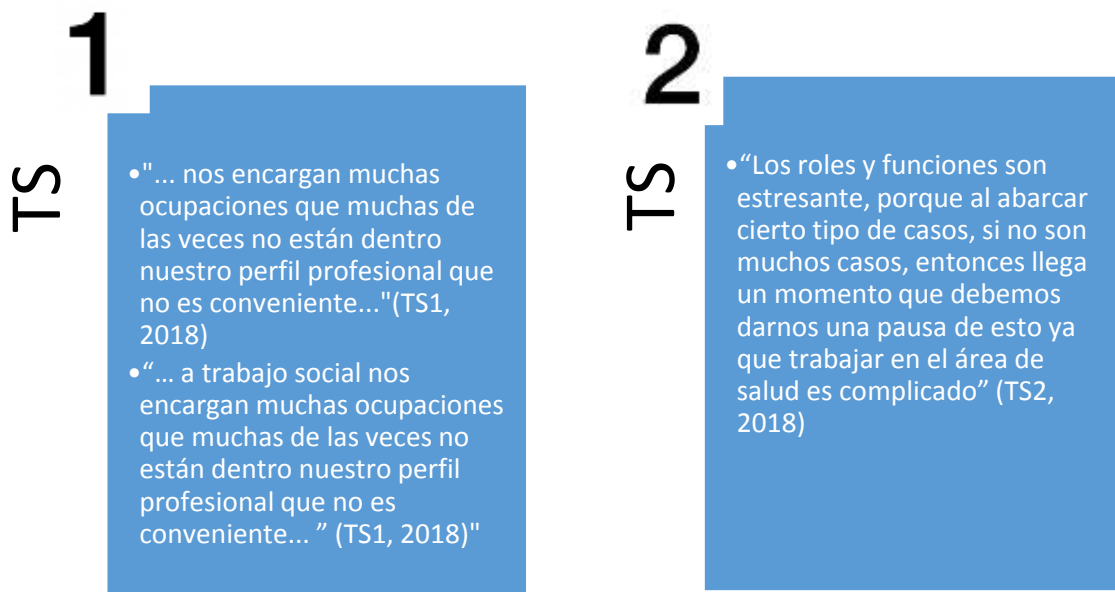 1
TS
•"... nos encargan muchas
ocupaciones que muchas de
las veces no están dentro
nuestro perfil profesional que
no es conveniente..."(TS1,
2018)
•“... a trabajo social nos
encargan muchas ocupaciones
que muchas de las veces no
están dentro nuestro perfil
profesional que no es
conveniente... ” (TS1, 2018)"
2
TS
•“Los roles y funciones son
estresante, porque al abarcar
cierto tipo de casos, si no son
muchos casos, entonces llega
un momento que debemos
darnos una pausa de esto ya
que trabajar en el área de
salud es complicado” (TS2,
2018)